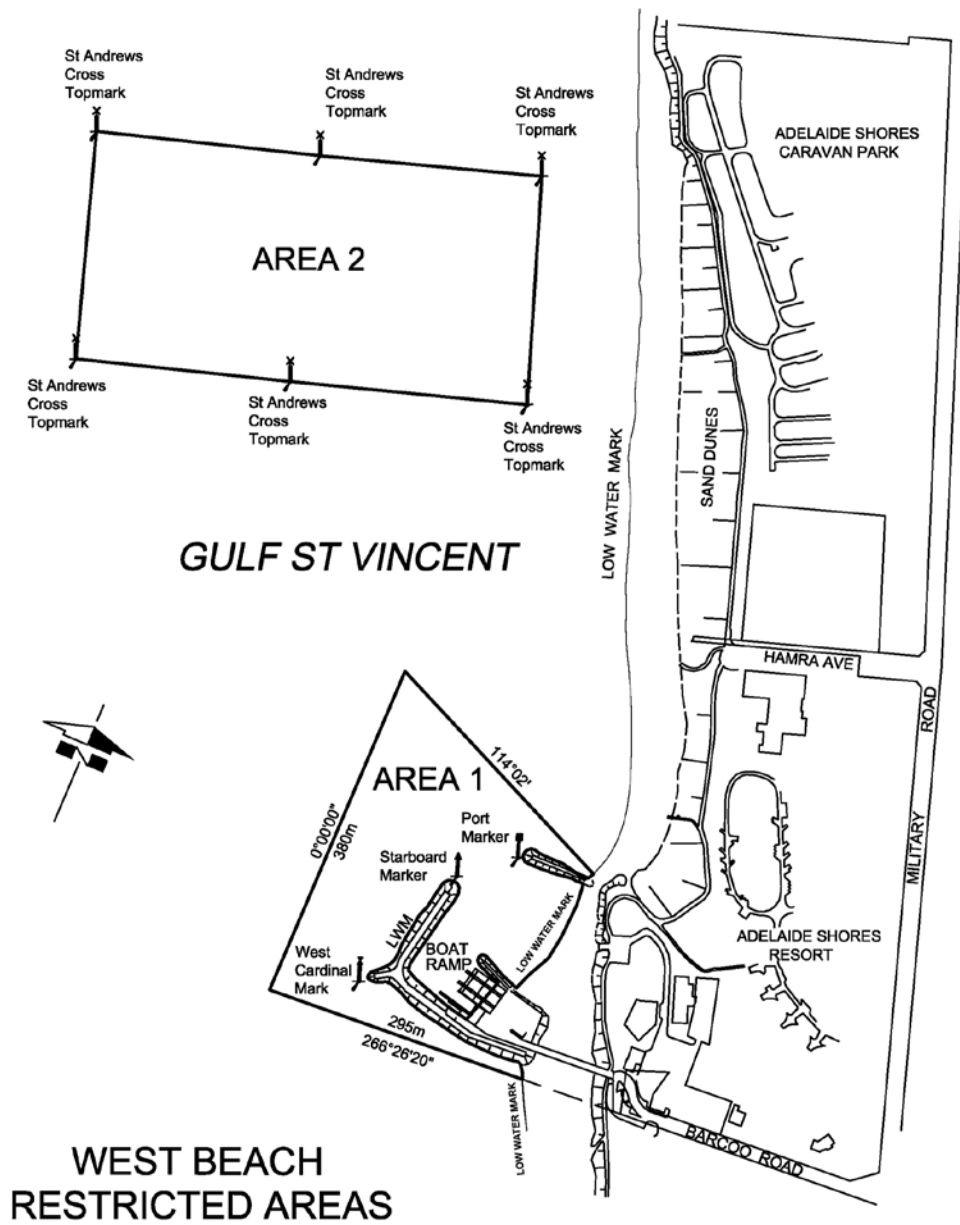 St Andrews
Cross
Topmark
St Andrews
Cross
Topmark
St Andrews
Cross
Topmark
ADELAIDE SHORES
CARAVAN PARK
AREA 2
St Andrews
Cross
Topmark
St Andrews
Cross
Topmark
St Andrews
Cross
Topmark
LOW WATER MARK
SAND DUNES
GULF ST VINCENT
HAMRA AVE
MILITARY ROAD
N
AREA 1
114°02'
0°00'00"
380m
Port
Marker
Starboard
Marker
LWM
BOAT
RAMP
LOW WATER MARK
West
Cardinal
Mark
ADELAIDE SHORES
RESORT
295m
266°26'20"
LOW WATER MARK
BARCOO ROAD
WEST BEACH
RESTRICTED AREAS